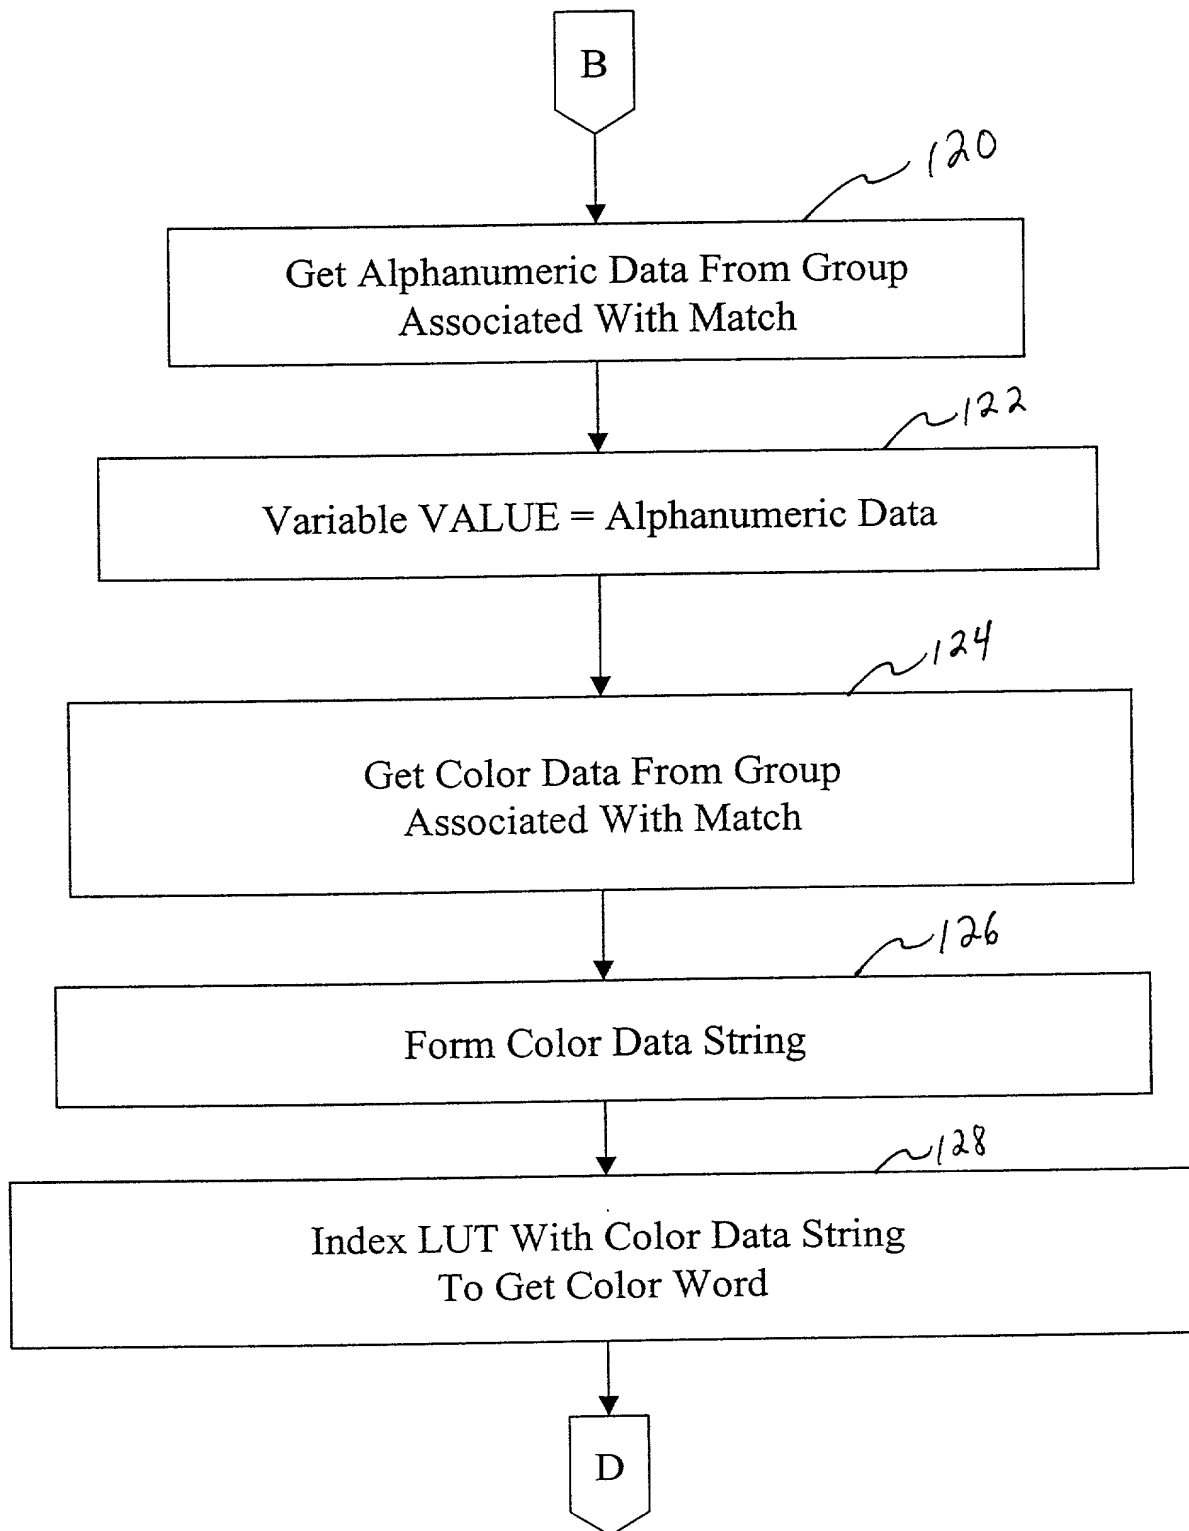 B
120
Get Alphanumeric Data From Group
Associated With Match
122
Variable VALUE = Alphanumeric Data
124
Get Color Data From Group
Associated With Match
126
Form Color Data String
128
Index LUT With Color Data String
To Get Color Word
D